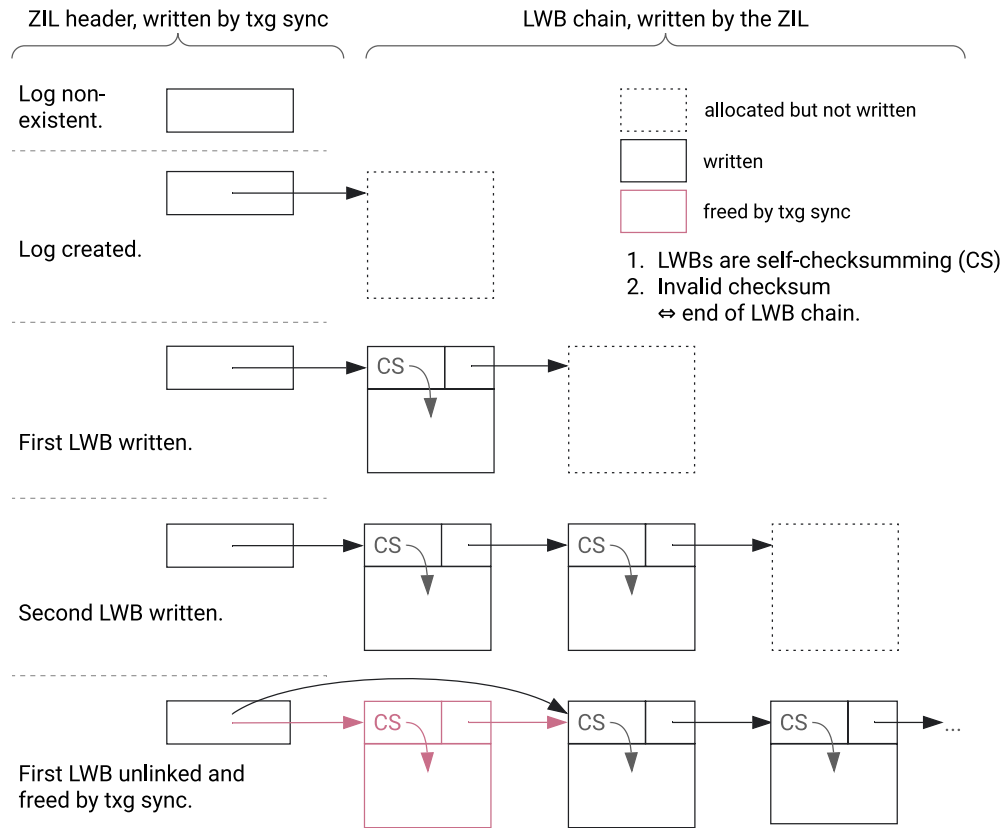 ZIL header, written by txg sync
LWB chain, written by the ZIL
Log non-
existent.
allocated but not written
written
freed by txg sync
Log created.
1. LWBs are self-checksumming (CS)
2. Invalid checksum
⇔ end of LWB chain.
CS
First LWB written.
CS
CS
Second LWB written.
CS
CS
CS
...
First LWB unlinked and
freed by txg sync.